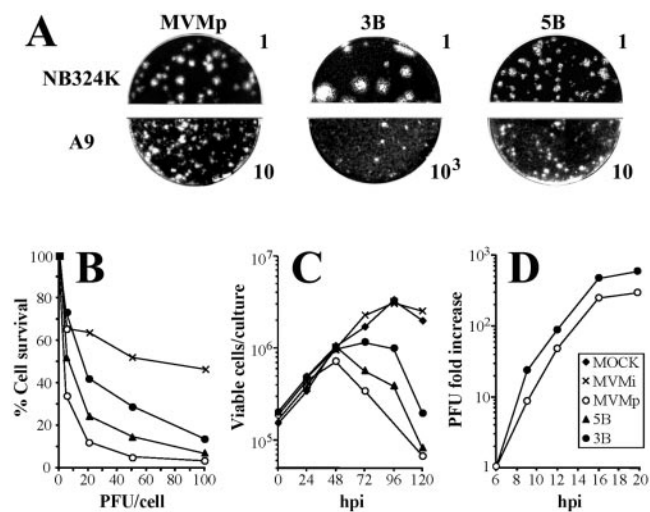 A
MVMp 3B 5B
NB324K 1 1 1
A9 10 10³ 10
B
% Cell survival
100
80
60
40
20
0
0 20 40 60 80 100
PFU/cell
C
Viable cells/culture
10⁷
10⁶
10⁵
0 24 48 72 96 120
hpi
D
PFU fold increase
10³
10²
10
1
6 8 10 12 14 16 18 20
hpi
MOCK
MVMi
MVMp
5B
3B